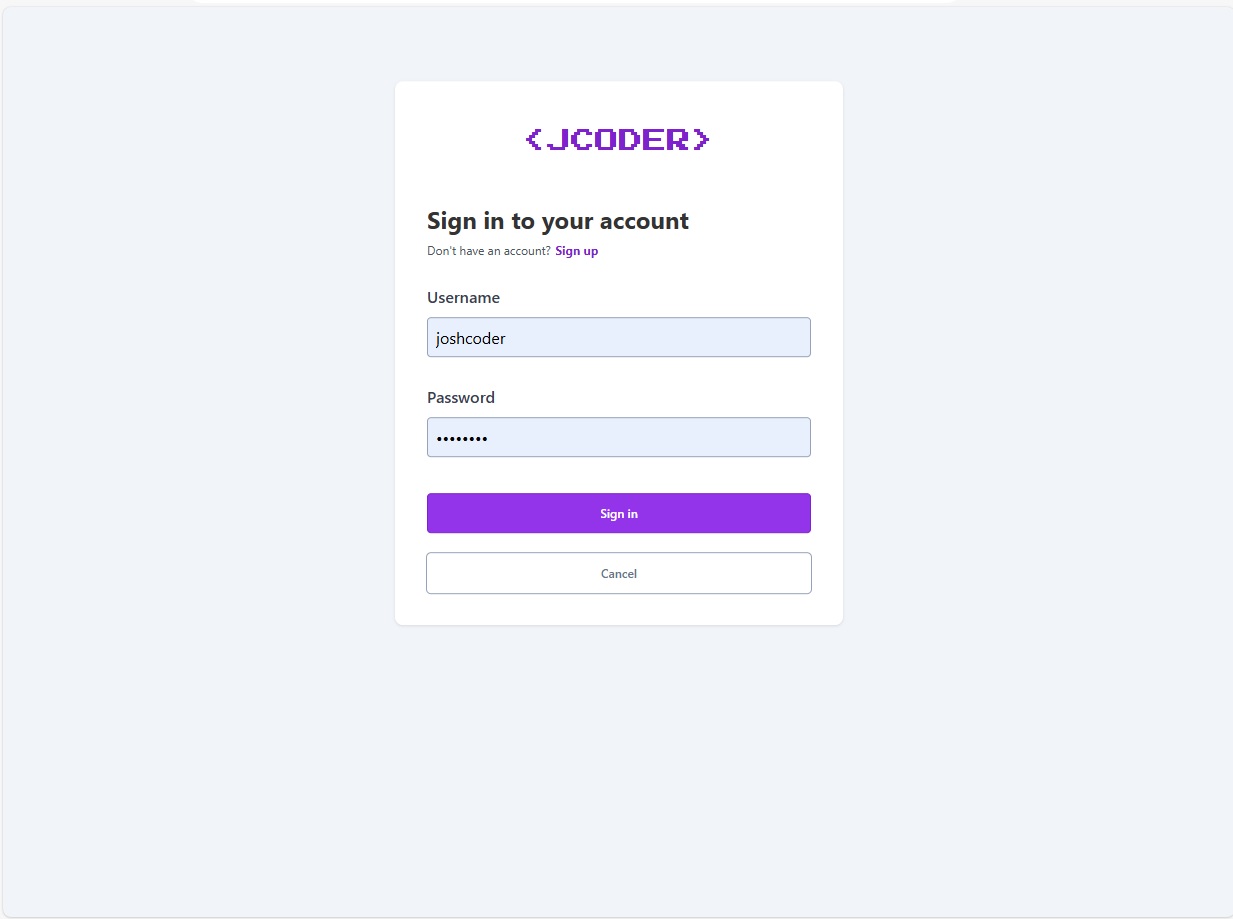 <JCODER>
Sign in to your account
Don't have an account? Sign up
Username
joshcoder
Password
••••••••
Sign in
Cancel